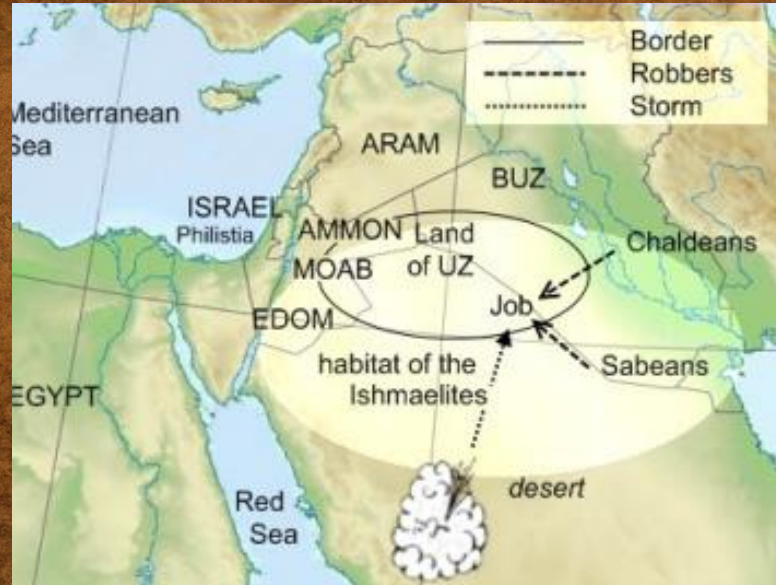 Border
Robbers
Storm
Mediterranean
Sea
ARAM
BUZ
ISRAEL
Philistia
AMMON
Land
of UZ
MOAB
Chaldeans
Job
EDOM
habitat of the
Ishmaelites
Sabeans
EGYPT
desert
Red
Sea